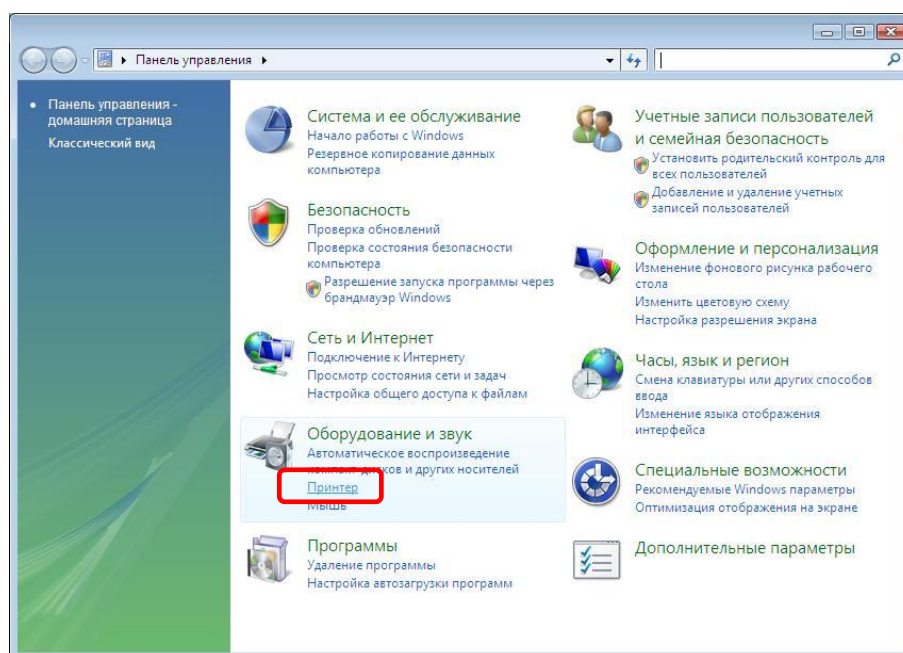 Панель управления
Панель управления -
домашняя страница
Классический вид
Система и ее обслуживание
Начало работы с Windows
Резервное копирование данных
компьютера
Безопасность
Проверка обновлений
Проверка состояния безопасности
компьютера
Разрешение запуска программы через
брандмауэр Windows
Сеть и Интернет
Подключение к Интернету
Просмотр состояния сети и задач
Настройка общего доступа к файлам
Оборудование и звук
Автоматическое воспроизведение
компакт-дисков и других носителей
Принтер
Мышь
Программы
Удаление программы
Настройка автозагрузки программ
Учетные записи пользователей
и семейная безопасность
Установить родительский контроль для
всех пользователей
Добавление и удаление учетных
записей пользователей
Оформление и персонализация
Изменение фонового рисунка рабочего
стола
Изменить цветовую схему
Настройка разрешения экрана
Часы, язык и регион
Смена клавиатуры или других способов
ввода
Изменение языка отображения
интерфейса
Специальные возможности
Рекомендуемые Windows параметры
Оптимизация отображения на экране
Дополнительные параметры